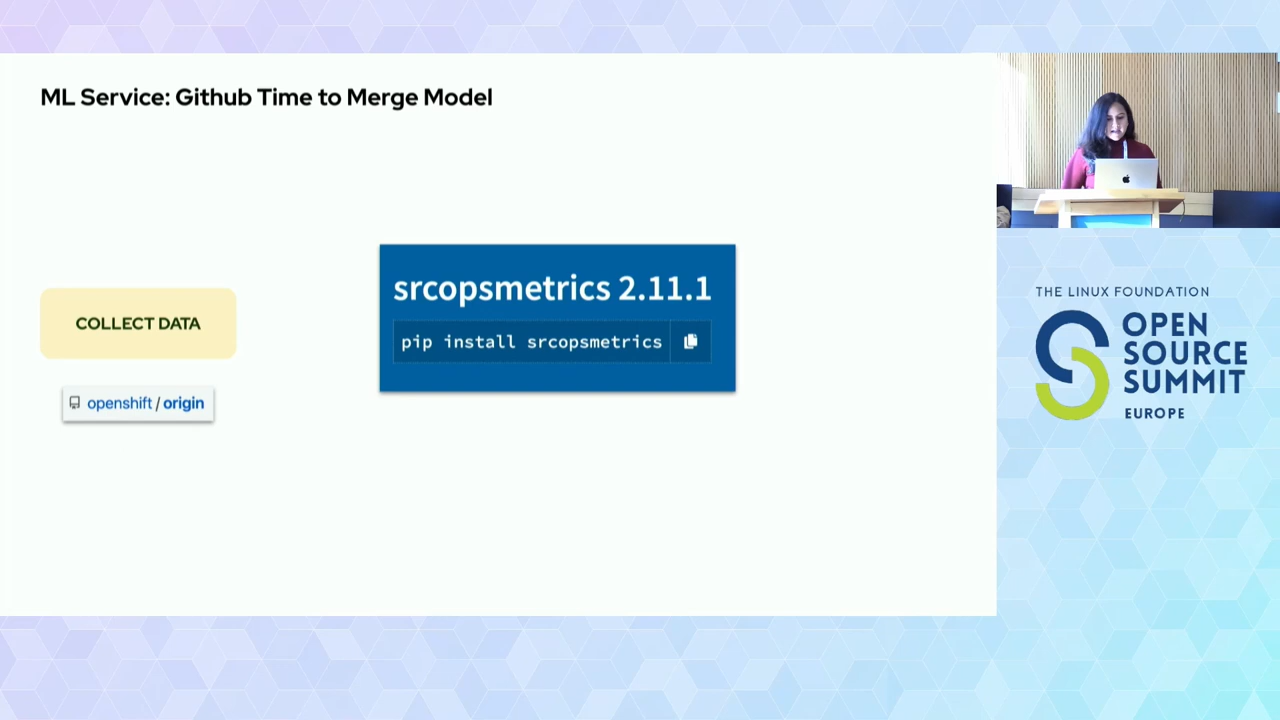 ML Service: Github Time to Merge Model
COLLECT DATA
openshift / origin
srcopsmetrics 2.11.1
pip install srcopsmetrics
THE LINUX FOUNDATION
OPEN
SOURCE
SUMMIT
EUROPE